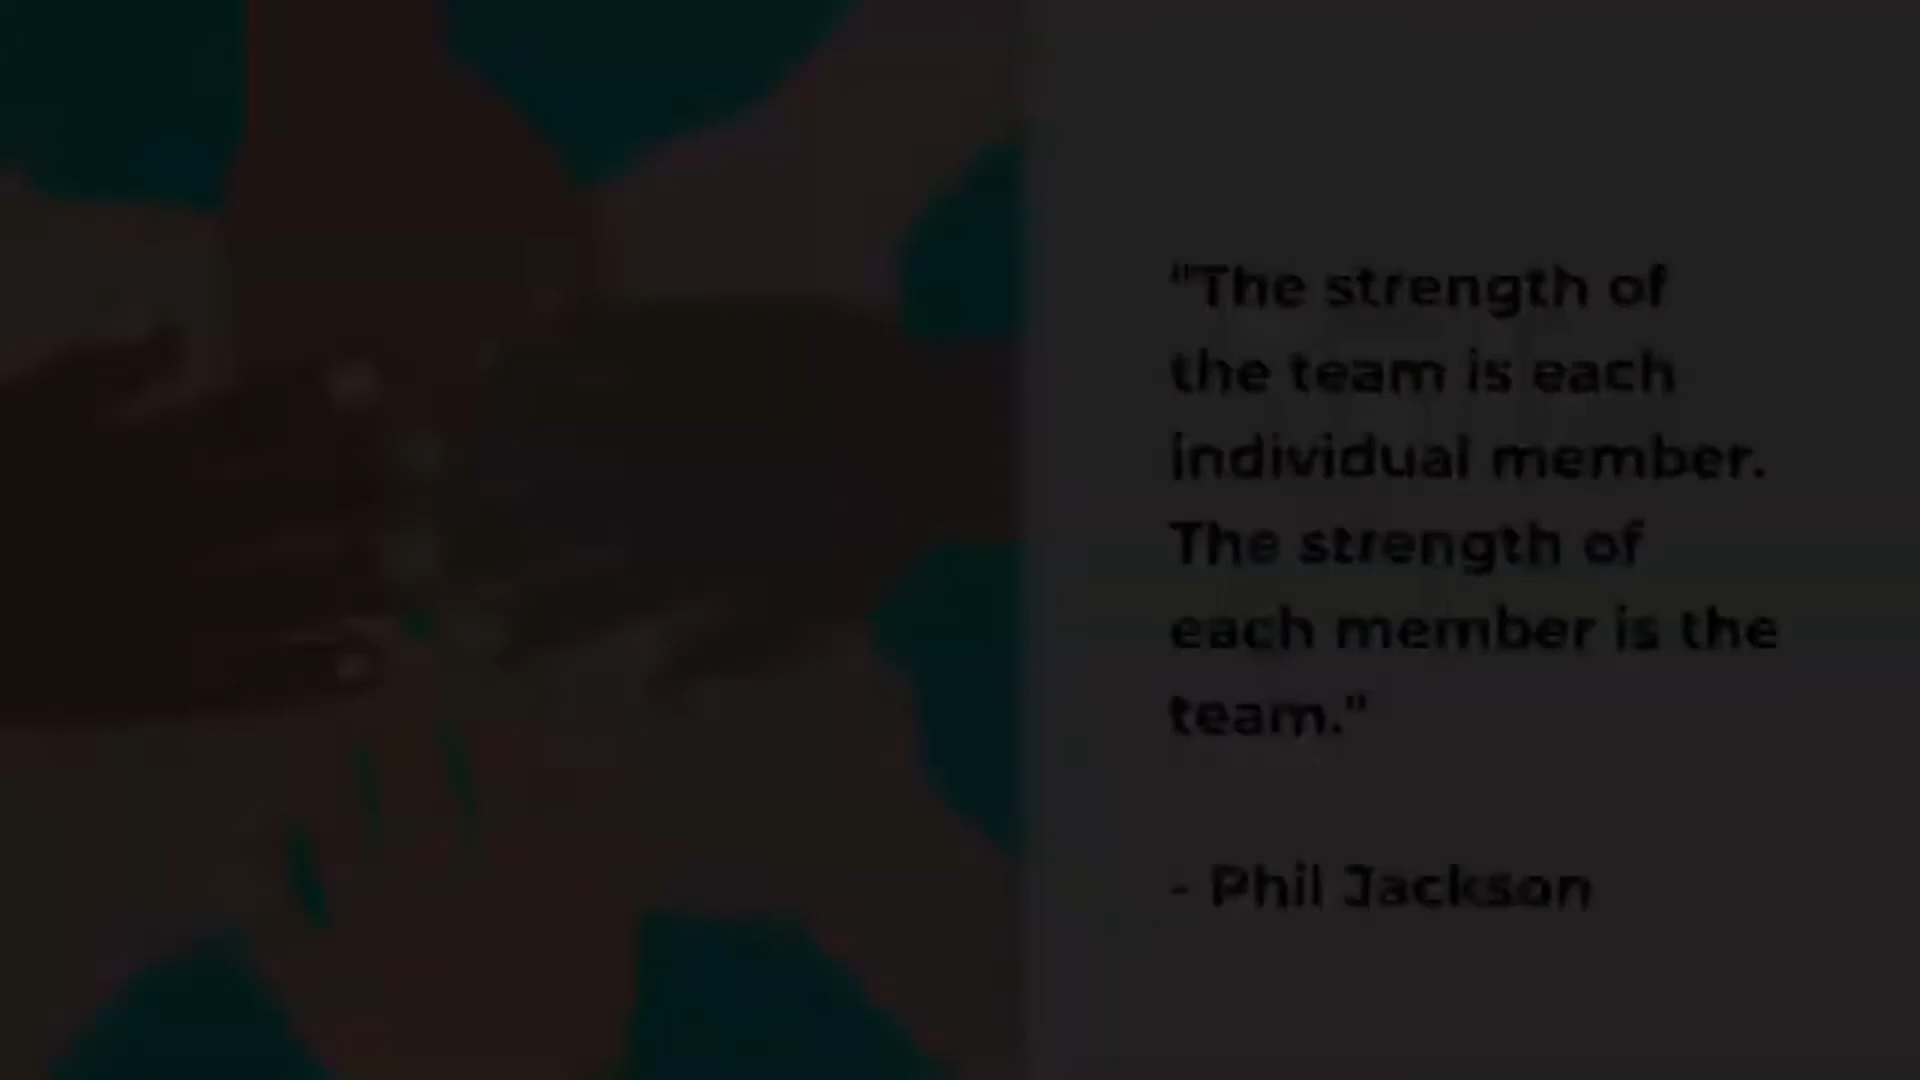 "The strength of
the team is each
individual member.
The strength of
each member is the
team."
- Phil Jackson